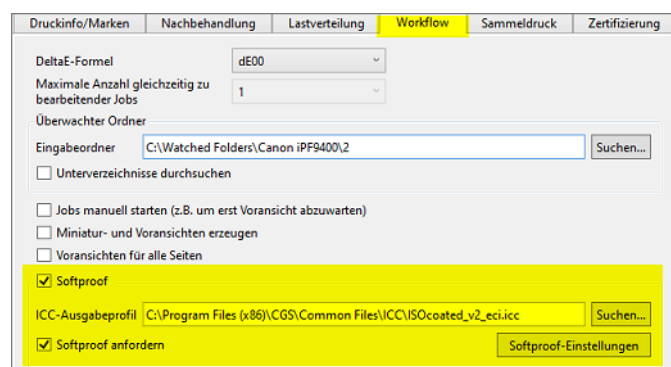 Druckinfo/Marken Nachbehandlung Lastverteilung Workflow Sammeldruck Zertifizierung
DeltaE-Formel dE00
Maximale Anzahl gleichzeitig zu
bearbeitender Jobs 1
Überwachter Ordner
Eingabeordner C:\Watched Folders\Canon iPF9400\2 Suchen...
Unterverzeichnisse durchsuchen
Jobs manuell starten (z.B. um erst Voransicht abzuwarten)
Miniatur- und Voransichten erzeugen
Voransichten für alle Seiten
Softproof
ICC-Ausgabeprofil C:\Program Files (x86)\CGS\Common Files\ICC\ISOcoated_v2_eci.icc Suchen...
Softproof anfordern Softproof-Einstellungen